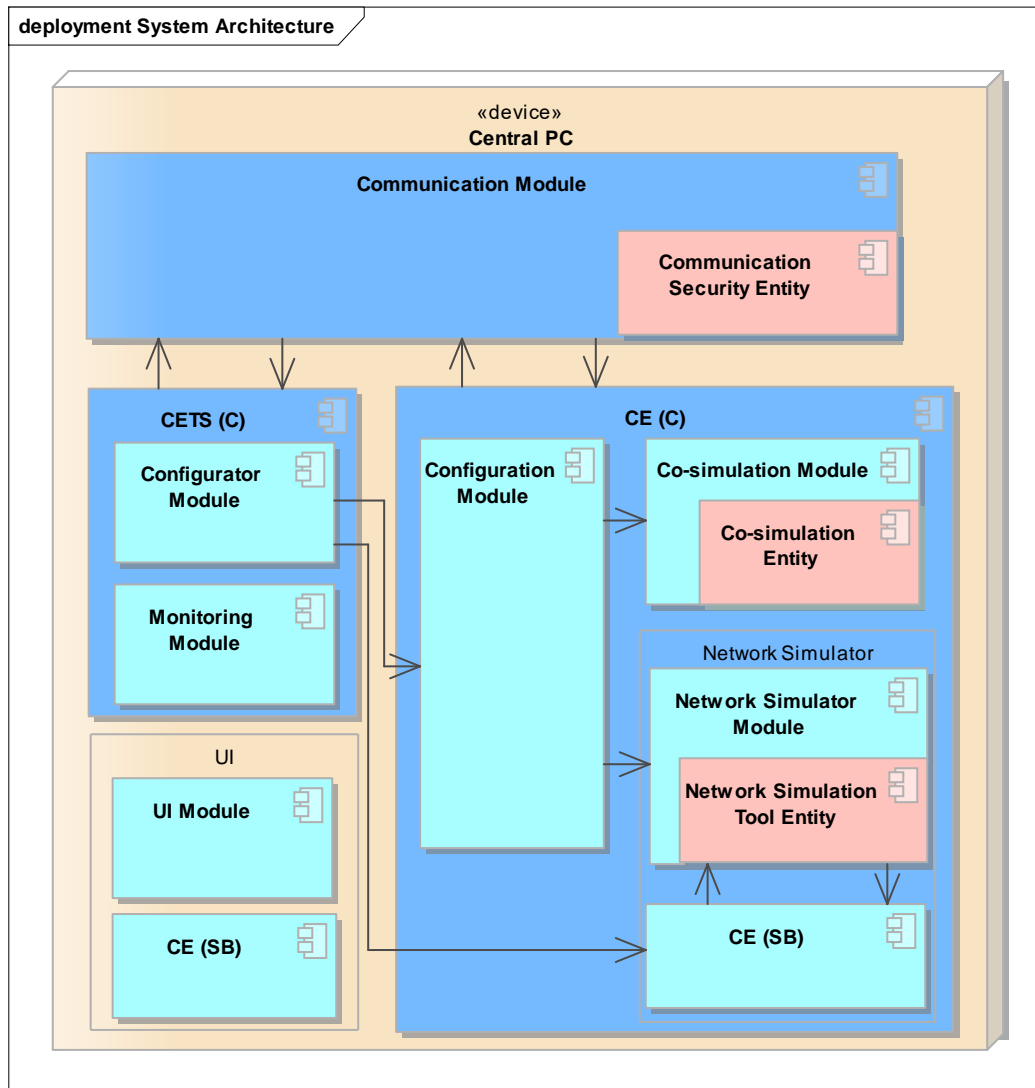 deployment System Architecture
«device»
Central PC
Communication Module
Communication
Security Entity
CETS (C)
Configurator
Module
Monitoring
Module
UI
UI Module
CE (SB)
CE (C)
Configuration
Module
Co-simulation Module
Co-simulation
Entity
Network Simulator
Network Simulator
Module
Network Simulation
Tool Entity
CE (SB)